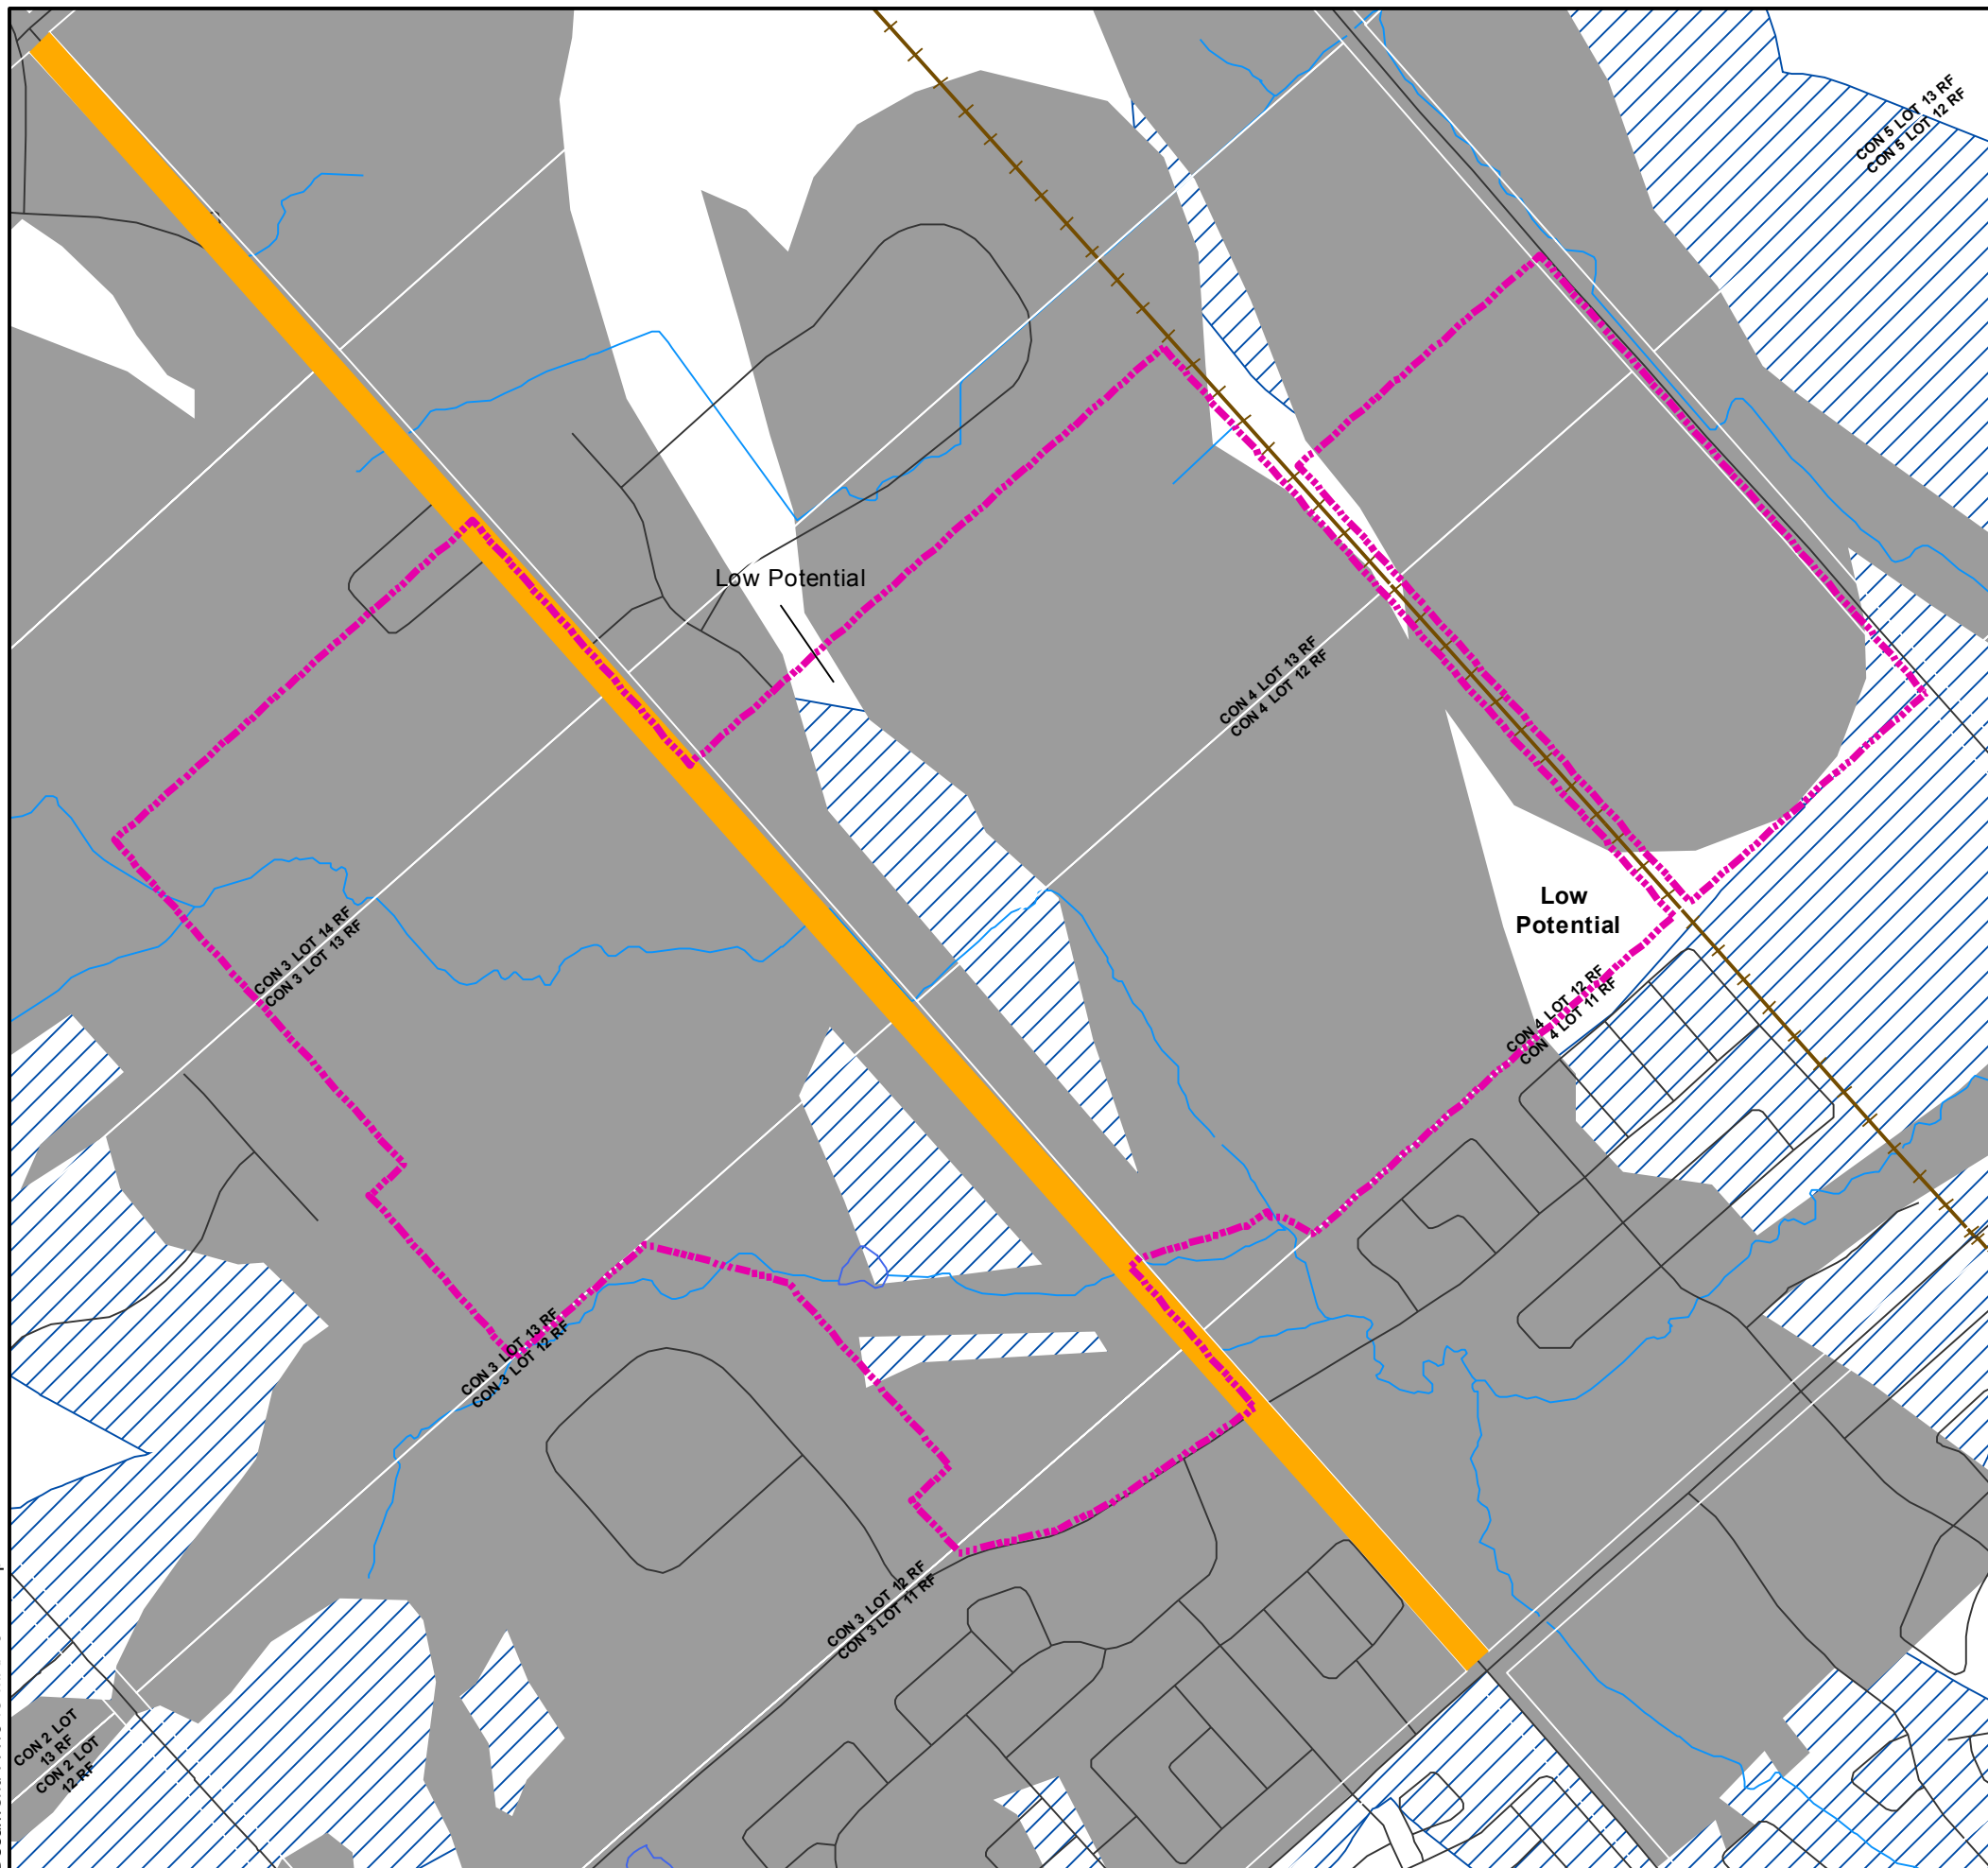 CON 5 LOT 13 RF
CON 5 LOT 12 RF
Low Potential
CON 4 LOT 13 RF
CON 4 LOT 12 RF
Low
Potential
CON 3 LOT 14 RF
CON 3 LOT 13 RF
CON 4 LOT 12 RF
CON 4 LOT 11 RF
CON 3 LOT 13 RF
CON 3 LOT 12 RF
CON 3 LOT 12 RF
CON 3 LOT 11 RF
CON 2 LOT
13 RF
CON 2 LOT
12 RF